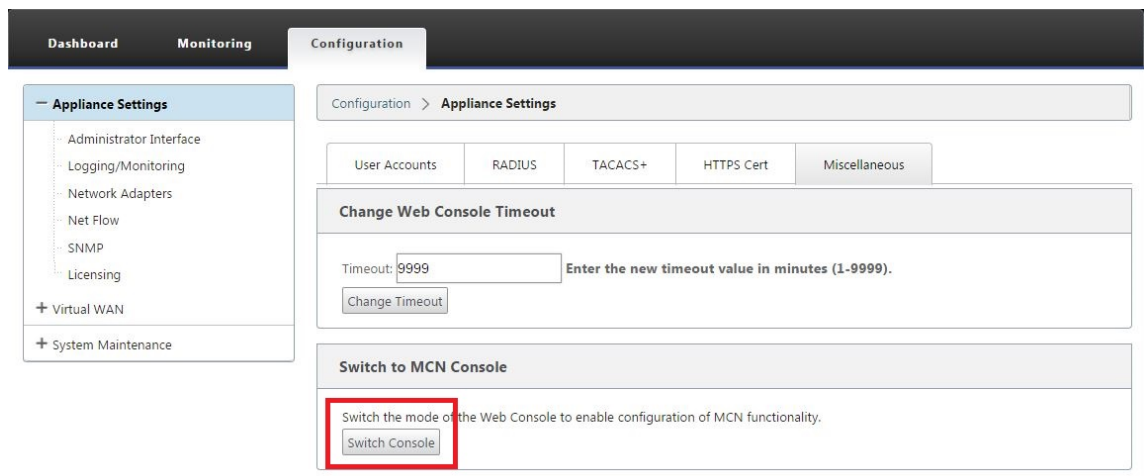 Dashboard Monitoring Configuration
− Appliance Settings
Administrator Interface
Logging/Monitoring
Network Adapters
Net Flow
SNMP
Licensing
+ Virtual WAN
+ System Maintenance
Configuration > Appliance Settings
User Accounts RADIUS TACACS+ HTTPS Cert Miscellaneous
Change Web Console Timeout
Timeout: 9999 Enter the new timeout value in minutes (1-9999).
Change Timeout
Switch to MCN Console
Switch the mode of the Web Console to enable configuration of MCN functionality.
Switch Console